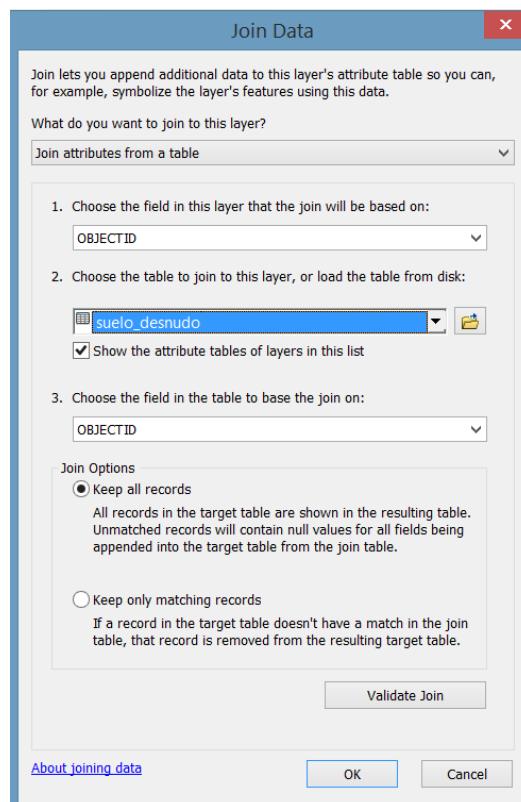 Join Data
Join lets you append additional data to this layer's attribute table so you can,
for example, symbolize the layer's features using this data.
What do you want to join to this layer?
Join attributes from a table
1. Choose the field in this layer that the join will be based on:
OBJECTID
2. Choose the table to join to this layer, or load the table from disk:
suelo_desnudo
Show the attribute tables of layers in this list
3. Choose the field in the table to base the join on:
OBJECTID
Join Options
Keep all records
All records in the target table are shown in the resulting table.
Unmatched records will contain null values for all fields being
appended into the target table from the join table.
Keep only matching records
If a record in the target table doesn't have a match in the join
table, that record is removed from the resulting target table.
Validate Join
About joining data
OK
Cancel